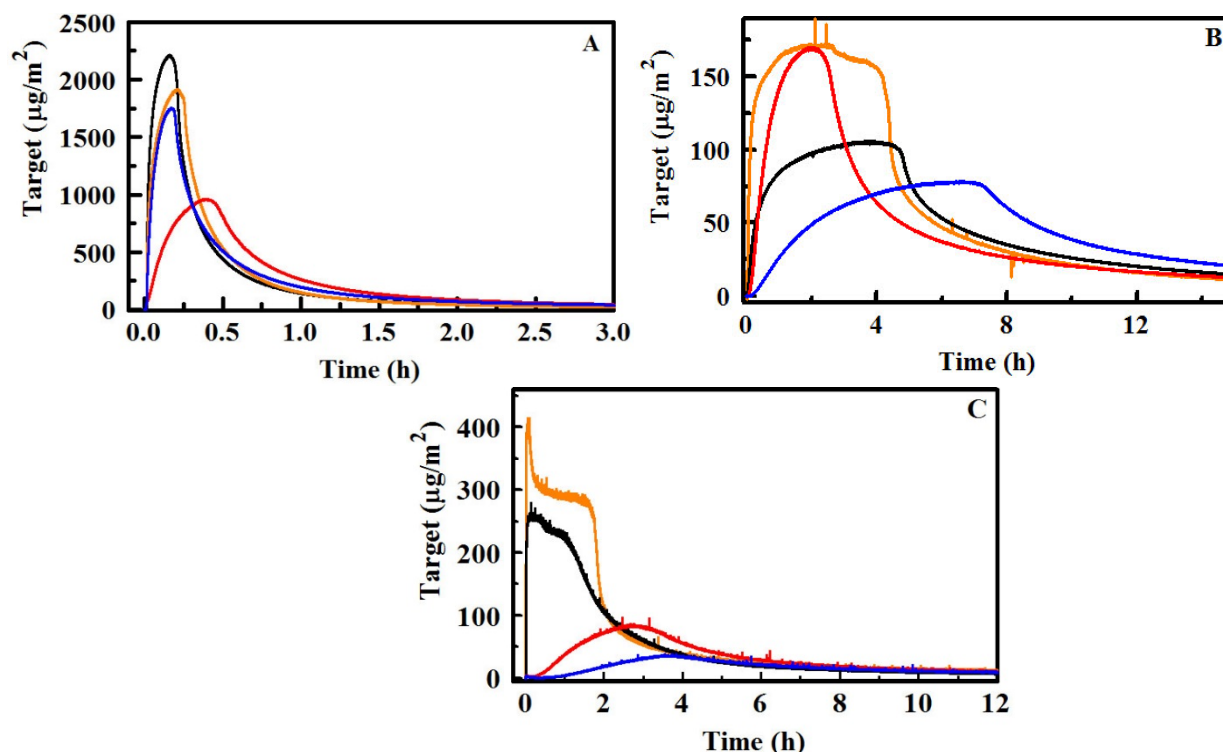 A
Target (µg/m²)
2500
2000
1500
1000
500
0
0.0 0.5 1.0 1.5 2.0 2.5 3.0
Time (h)
B
Target (µg/m²)
150
100
50
0
0 4 8 12
Time (h)
C
Target (µg/m²)
400
300
200
100
0
0 2 4 6 8 10 12
Time (h)